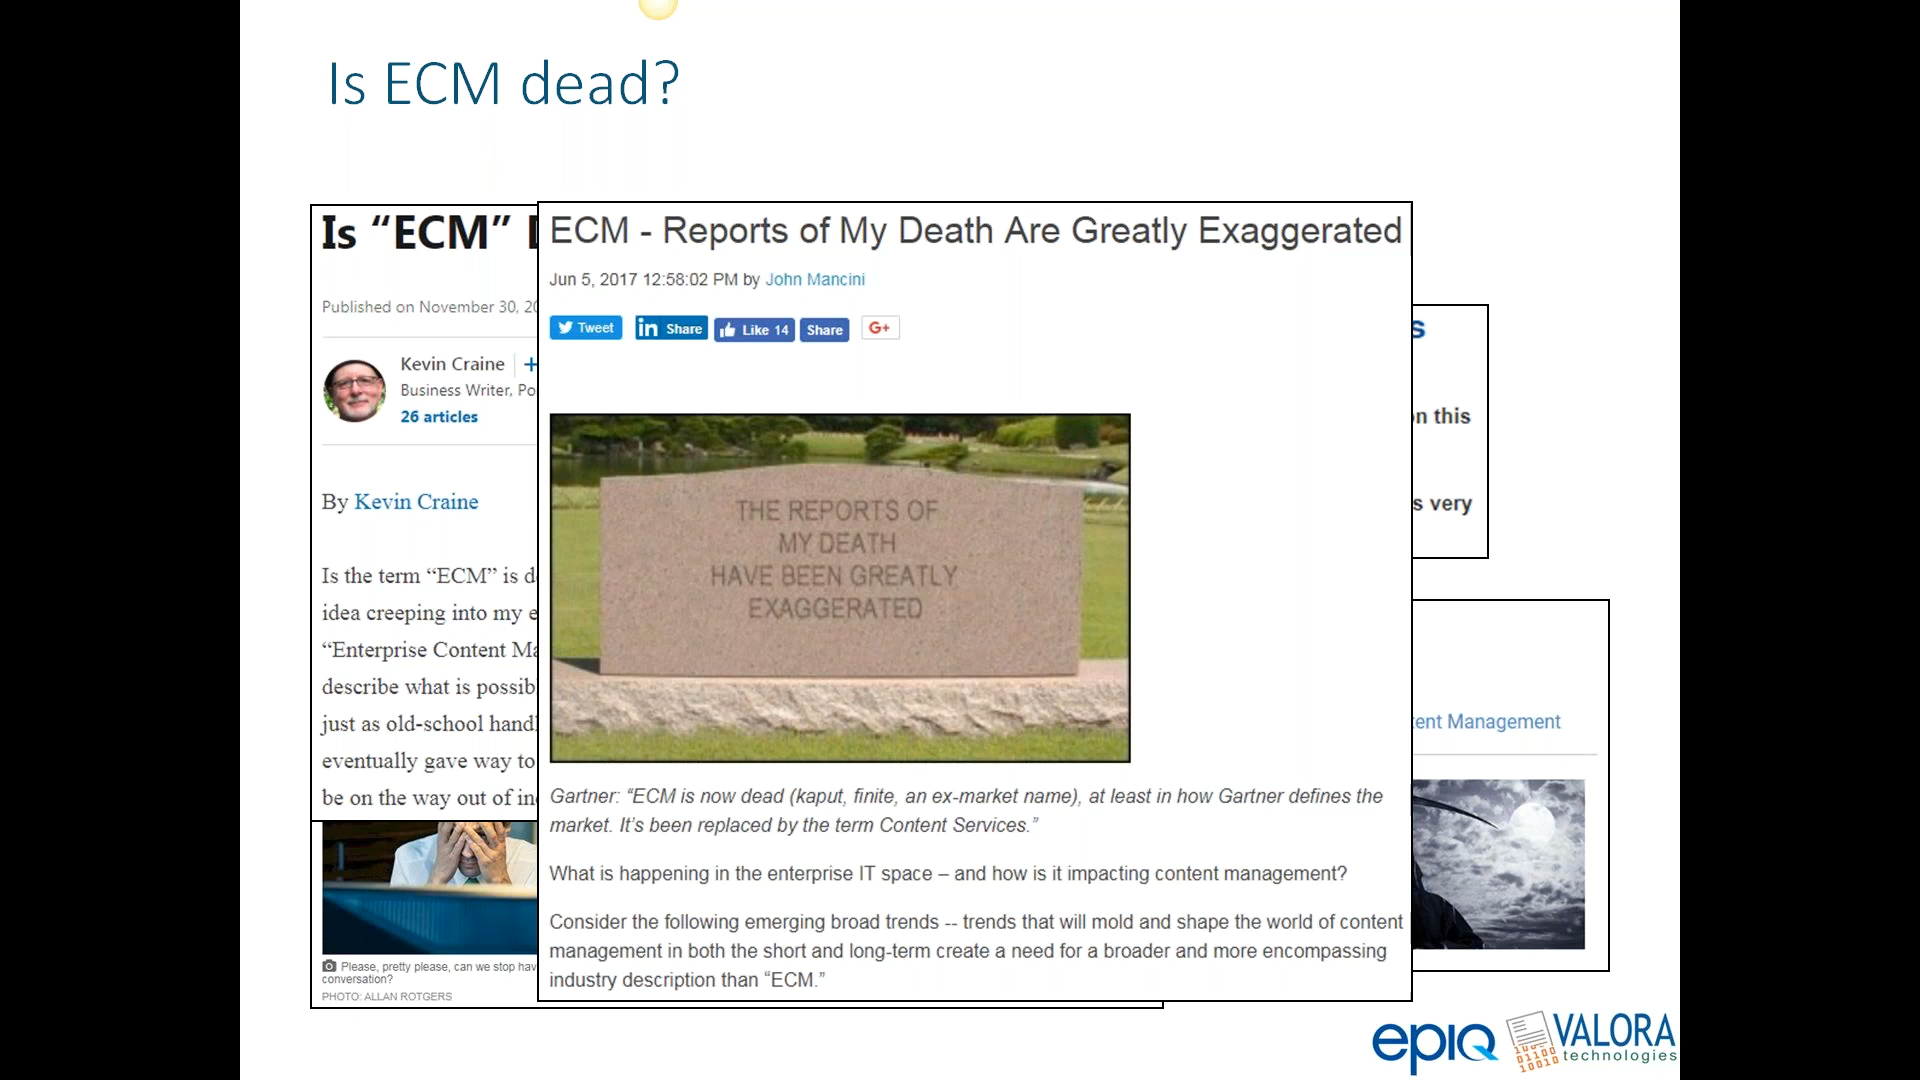 Is ECM dead?
Is “ECM”
Published on November 30, 20
Kevin Craine
Business Writer, Po
26 articles
By Kevin Craine
Is the term “ECM” is d
idea creeping into my e
“Enterprise Content Ma
describe what is possib
just as old-school hand
eventually gave way to
be on the way out of in
Please, pretty please, can we stop hav
conversation?
PHOTO: ALLAN ROTGERS
ECM - Reports of My Death Are Greatly Exaggerated
Jun 5, 2017 12:58:02 PM by John Mancini
Tweet
in Share
Like 14
Share
G+
THE REPORTS OF
MY DEATH
HAVE BEEN GREATLY
EXAGGERATED
Gartner: “ECM is now dead (kaput, finite, an ex-market name), at least in how Gartner defines the
market. It’s been replaced by the term Content Services.”
What is happening in the enterprise IT space – and how is it impacting content management?
Consider the following emerging broad trends -- trends that will mold and shape the world of content
management in both the short and long-term create a need for a broader and more encompassing
industry description than “ECM.”
s
on this
s very
ent Management
epiq
VALORA
technologies
01100
10010